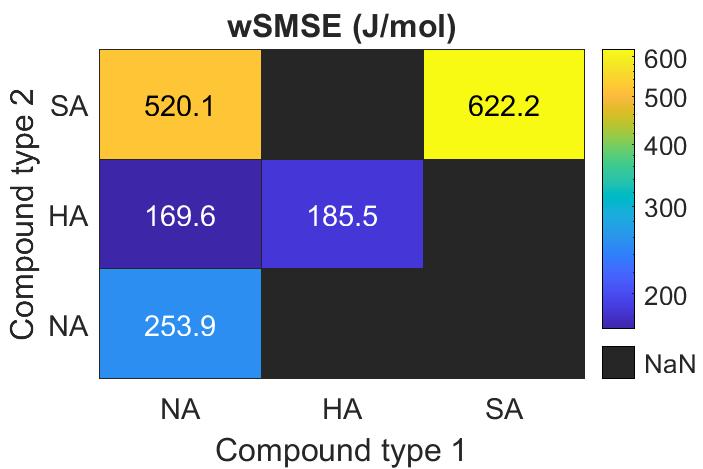 wSMSE (J/mol)
Compound type 2
SA
520.1
622.2
HA
169.6
185.5
NA
253.9
NA
HA
SA
Compound type 1
600
500
400
300
200
NaN